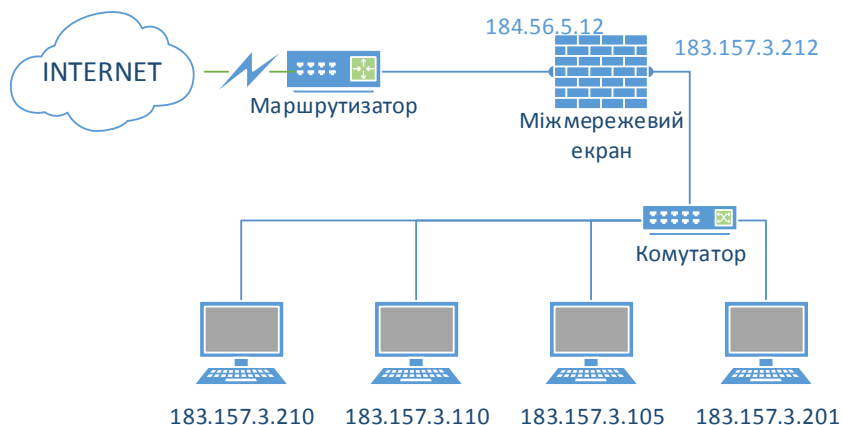 184.56.5.12
183.157.3.212
INTERNET
Маршрутизатор
Міжмережевий
екран
Комутатор
183.157.3.210
183.157.3.110
183.157.3.105
183.157.3.201